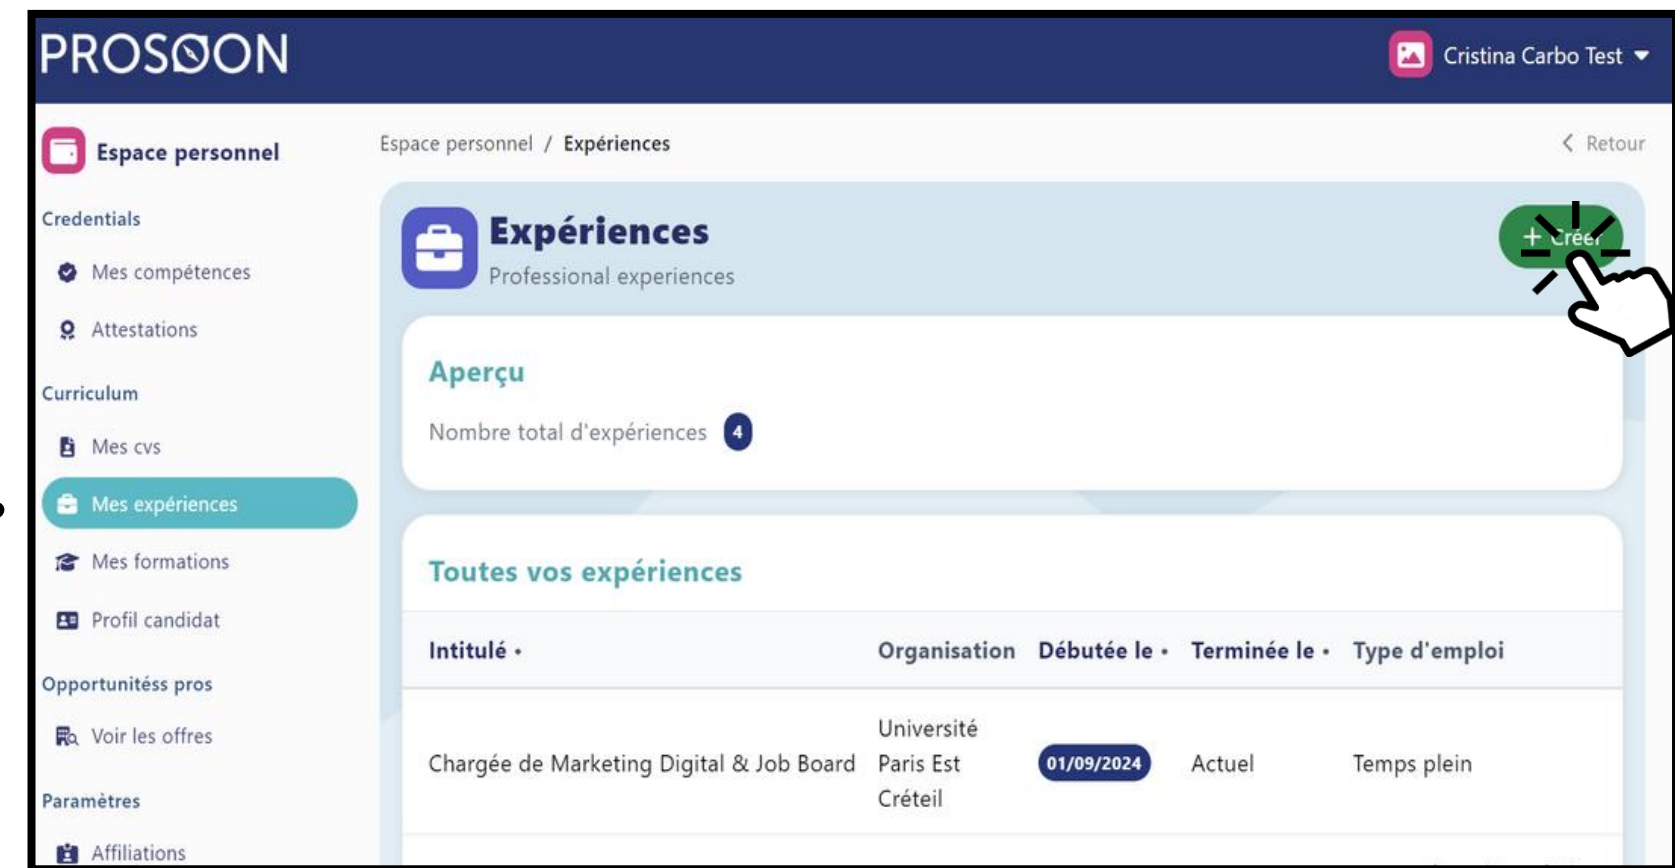 PROSOON
Cristina Carbo Test
Espace personnel
Espace personnel / Expériences
Retour
Credentials
Mes compétences
Attestations
Curriculum
Mes cvs
Mes expériences
Mes formations
Profil candidat
Opportunitéss pros
Voir les offres
Paramètres
Affiliations
Expériences
Professional experiences
+ Créer
Aperçu
Nombre total d'expériences 4
Toutes vos expériences
Intitulé • Organisation Débutée le • Terminée le • Type d'emploi
Chargée de Marketing Digital & Job Board
Université
Paris Est
Créteil
01/09/2024
Actuel
Temps plein